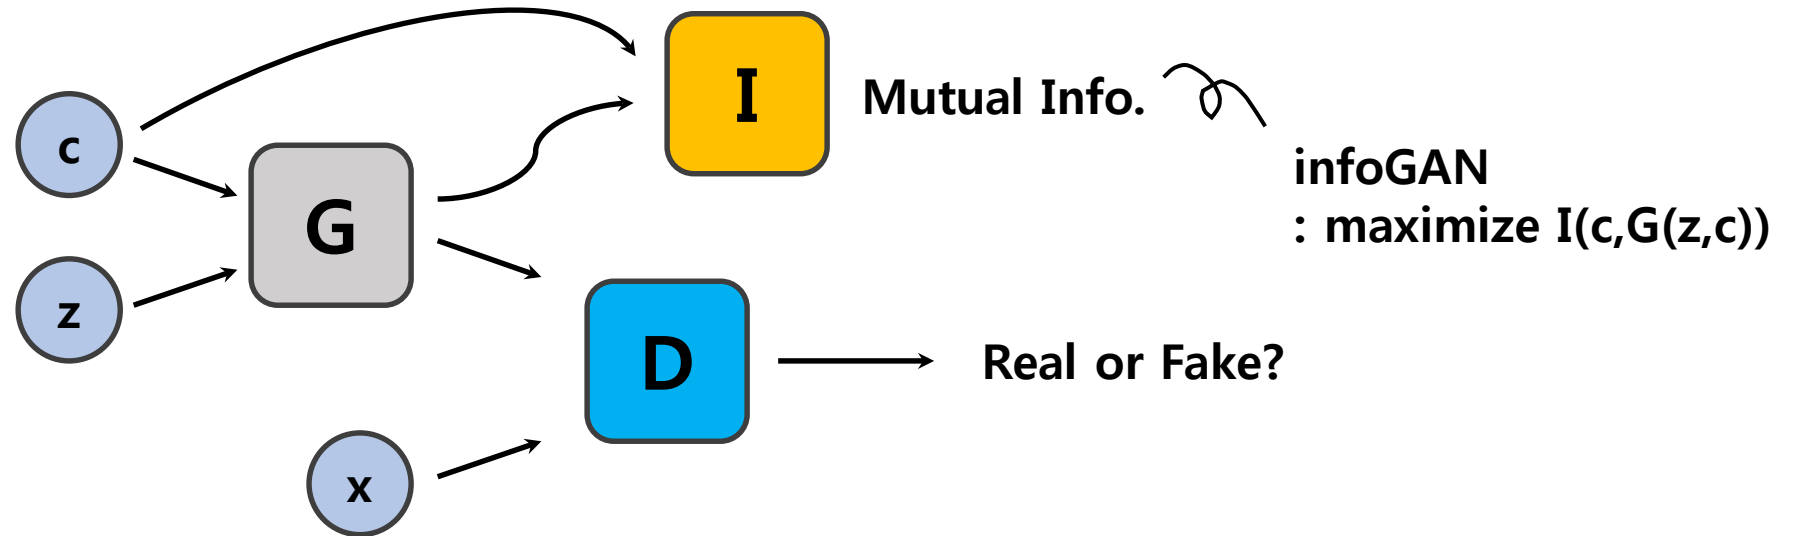 c
I
Mutual Info.
G
infoGAN
: maximize I(c,G(z,c))
z
D
Real or Fake?
x